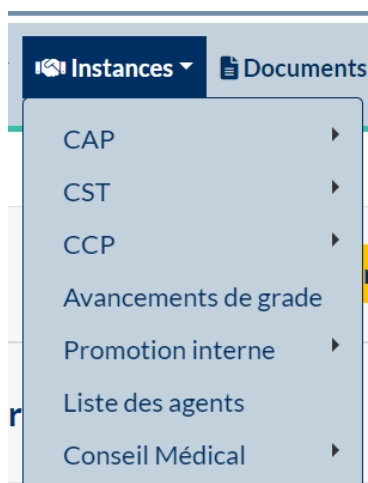 Instances Documents
CAP
CST
CCP
Avancements de grade
Promotion interne
Liste des agents
Conseil Médical